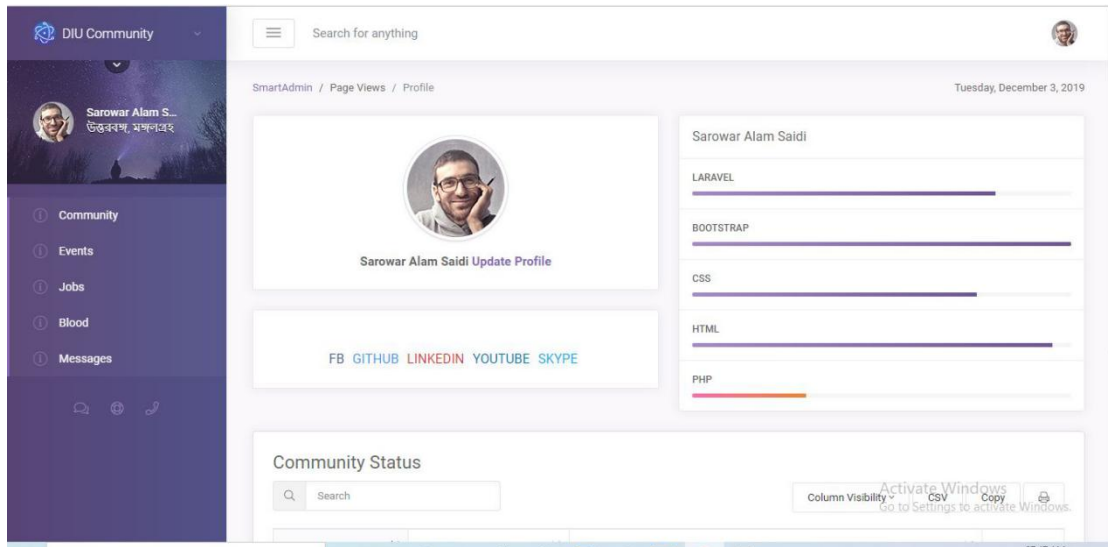 DIU Community
Search for anything
SmartAdmin / Page Views / Profile
Tuesday, December 3, 2019
Sarowar Alam S...
উত্তরবঙ্গ, মঙ্গলগ্রহ
Community
Events
Jobs
Blood
Messages
Sarowar Alam Saidi Update Profile
FB GITHUB LINKEDIN YOUTUBE SKYPE
Sarowar Alam Saidi
LARAVEL
BOOTSTRAP
CSS
HTML
PHP
Community Status
Search
Column Visibility CSV Copy
Activate Windows
Go to Settings to activate Windows.